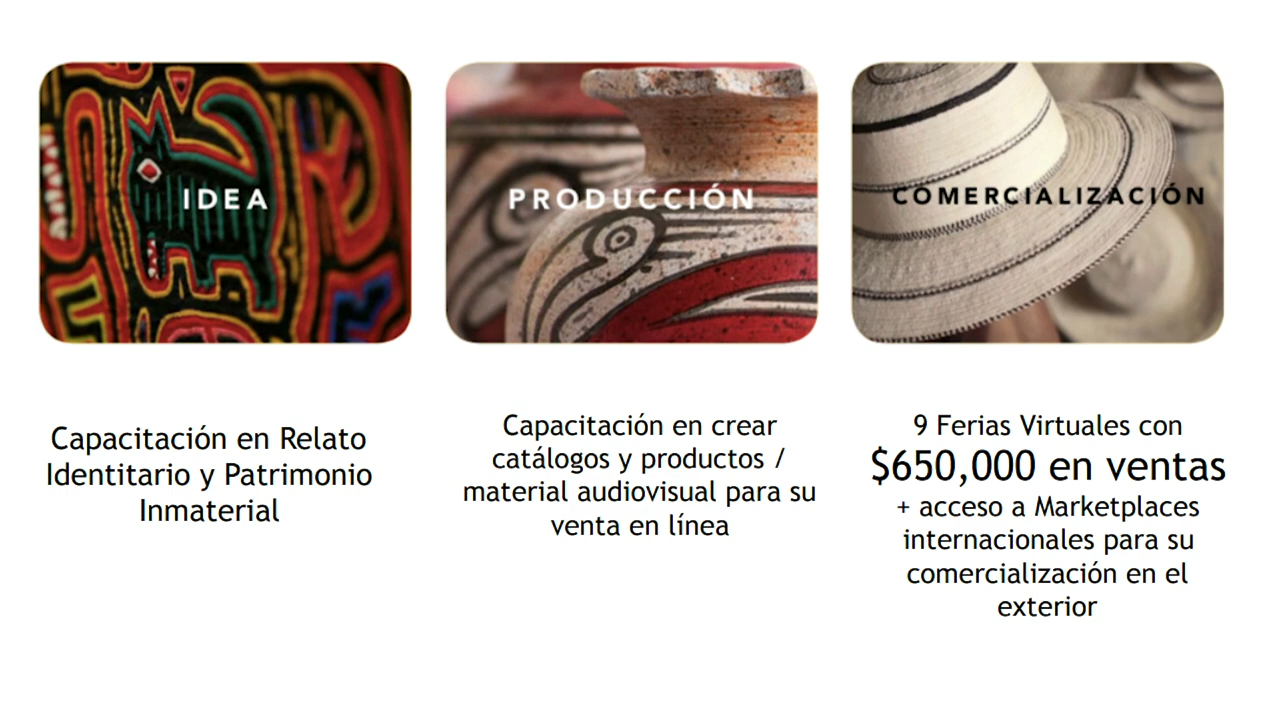 IDEA
PRODUCCIÓN
COMERCIALIZACIÓN
Capacitación en Relato
Identitario y Patrimonio
Inmaterial
Capacitación en crear
catálogos y productos /
material audiovisual para su
venta en línea
9 Ferias Virtuales con
$650,000 en ventas
+ acceso a Marketplaces
internacionales para su
comercialización en el
exterior